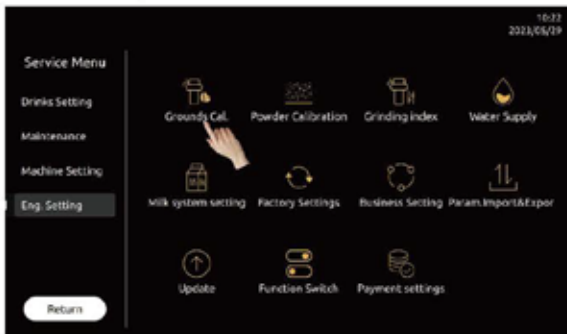 10:22
2023/05/29
Service Menu
Drinks Setting
Maintenance
Machine Setting
Eng. Setting
Return
Grounds Cal.
Powder Calibration
Grinding index
Water Supply
Milk system setting
Factory Settings
Business Setting
Param.Import&Expor
Update
Function Switch
Payment settings